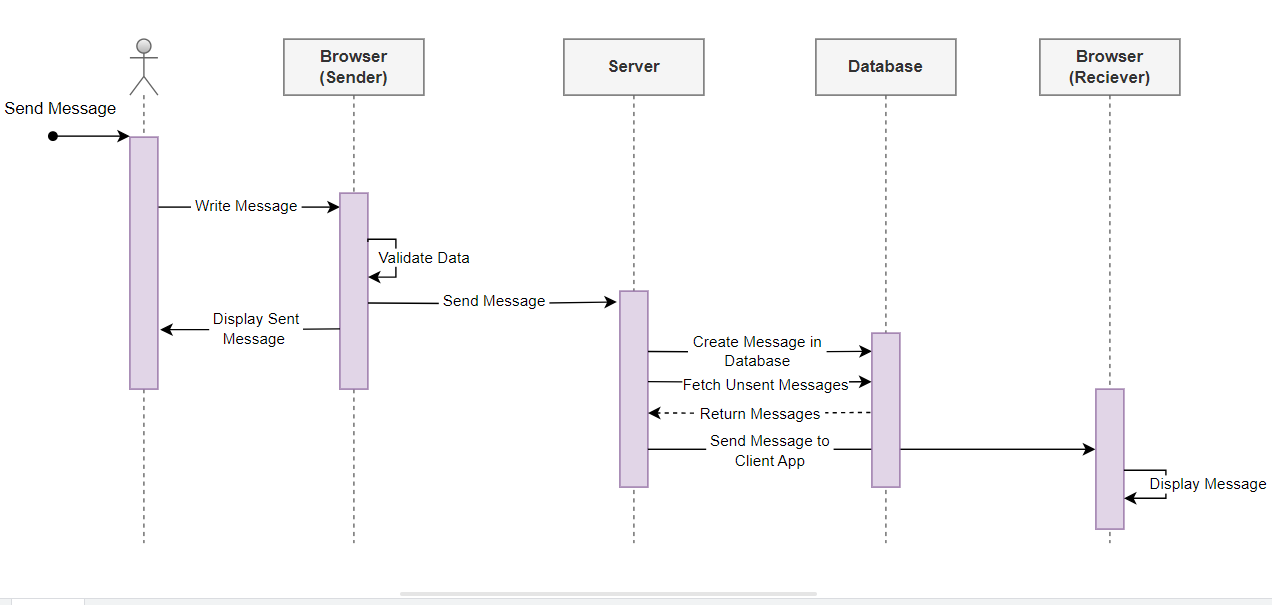 Browser
(Sender)
Server
Database
Browser
(Reciever)
Send Message
Write Message
Validate Data
Send Message
Display Sent
Message
Create Message in
Database
Fetch Unsent Messages
Return Messages
Send Message to
Client App
Display Message